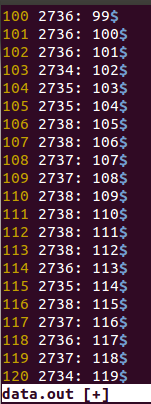 100 2736: 99$
101 2736: 100$
102 2736: 101$
103 2734: 102$
104 2735: 103$
105 2735: 104$
106 2738: 105$
107 2738: 106$
108 2737: 107$
109 2737: 108$
110 2738: 109$
111 2738: 110$
112 2738: 111$
113 2738: 112$
114 2736: 113$
115 2735: 114$
116 2738: 115$
117 2737: 116$
118 2736: 117$
119 2737: 118$
120 2734: 119$
data.out [+]